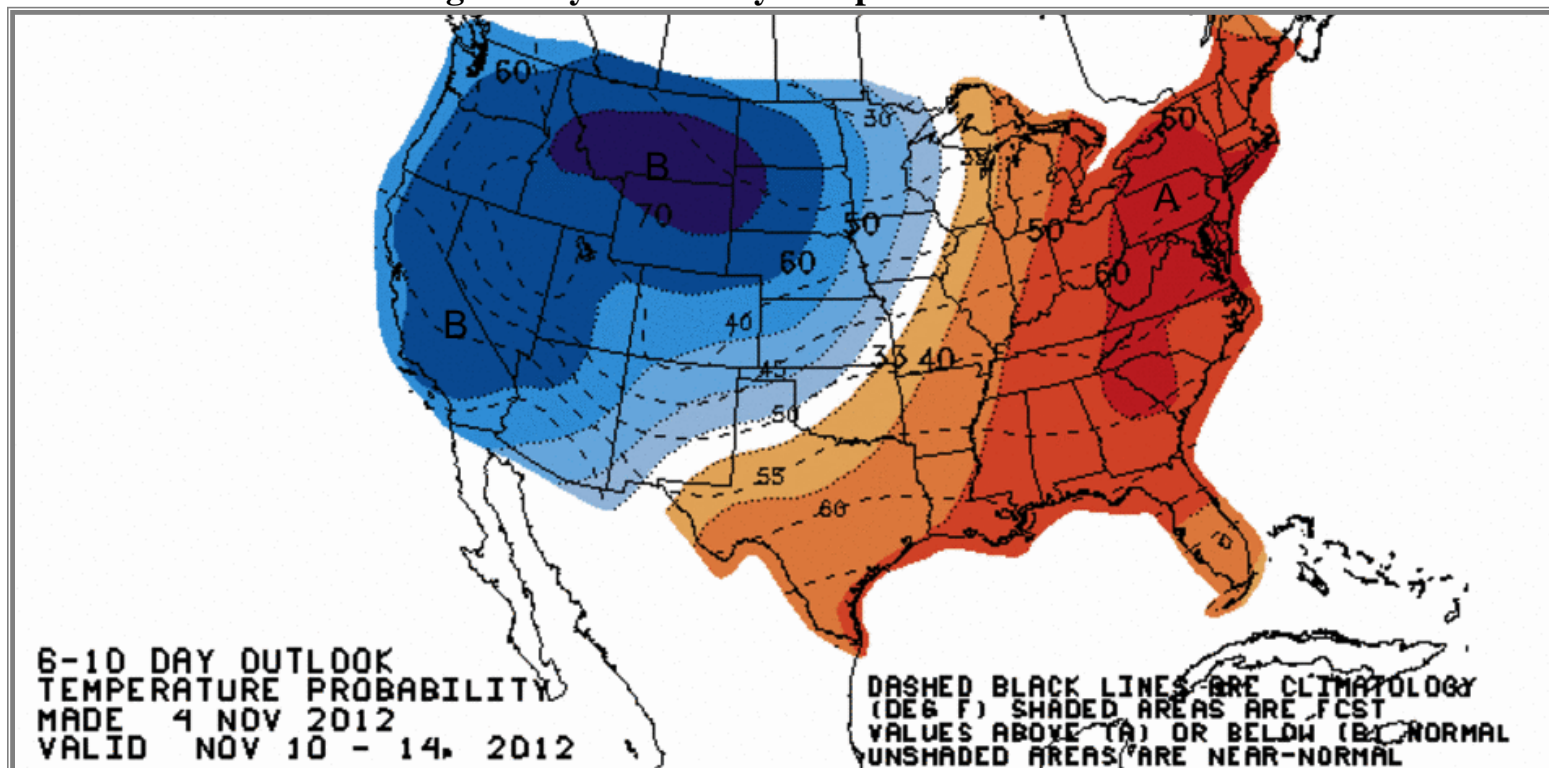 60
30
B
35
60
A
70
50
50
60
60
B
40
33 40
45
50
55
60
6-10 DAY OUTLOOK
TEMPERATURE PROBABILITY
MADE 4 NOV 2012
VALID NOV 10 - 14, 2012
DASHED BLACK LINES ARE CLIMATOLOGY
(DEG F) SHADED AREAS ARE FCST
VALUES ABOVE (A) OR BELOW (B) NORMAL
UNSHADED AREAS ARE NEAR-NORMAL